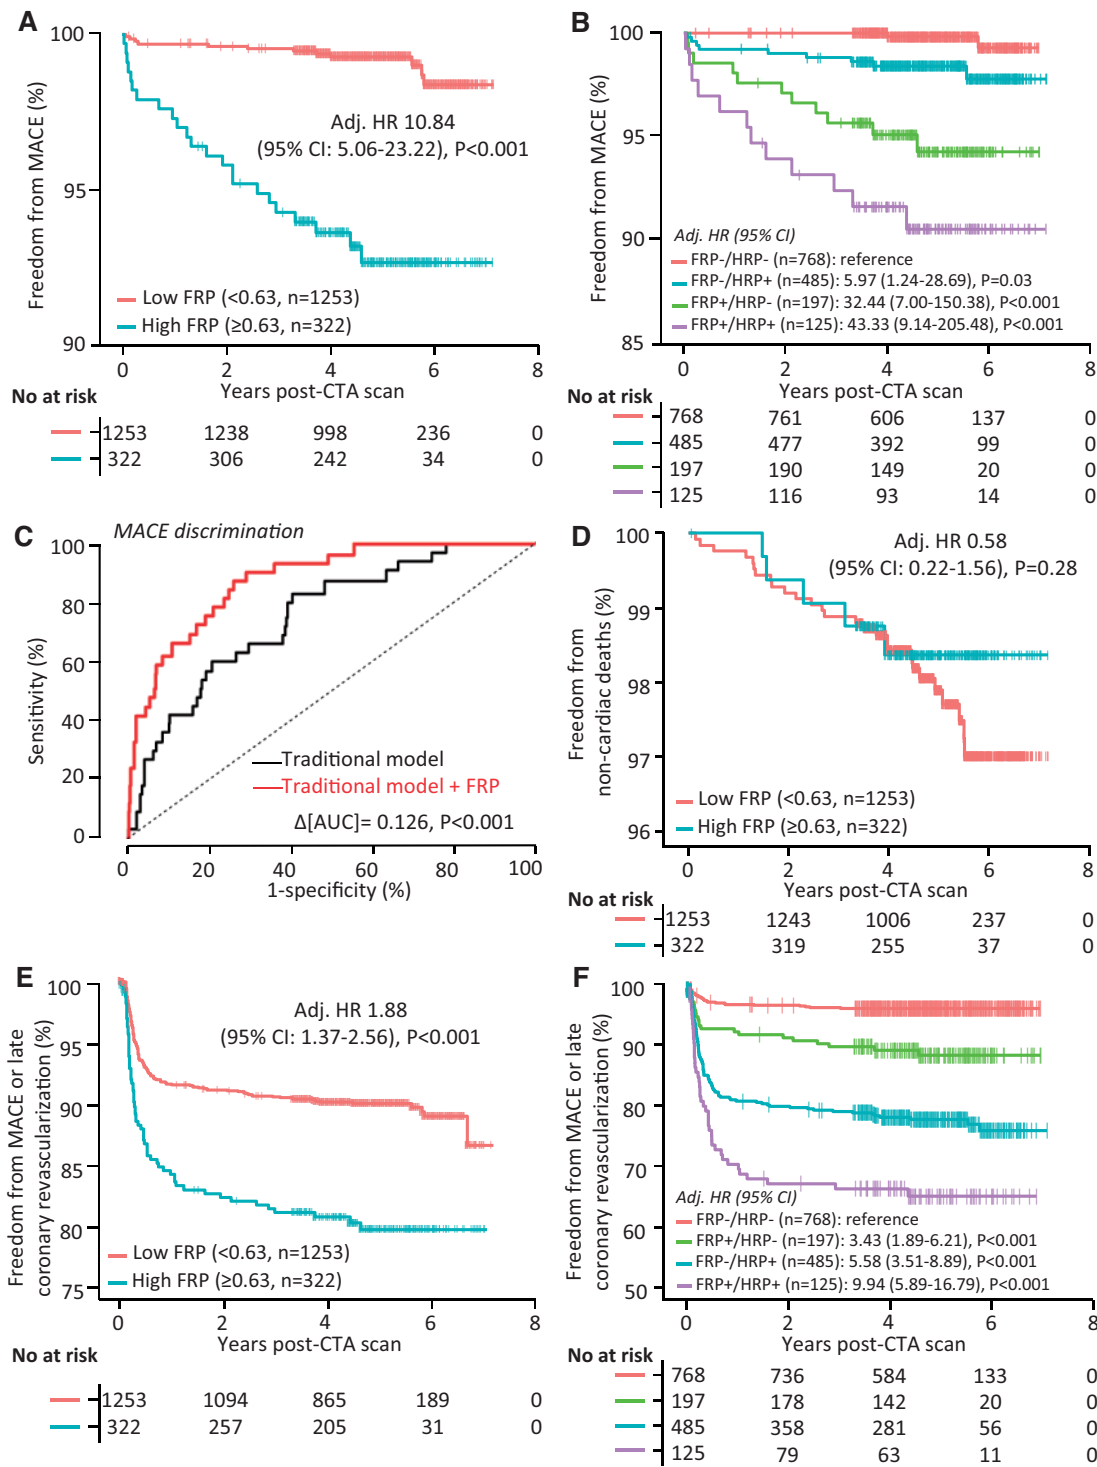 A
100
95
90
Freedom from MACE (%)
Adj. HR 10.84
(95% CI: 5.06-23.22), P<0.001
Low FRP (<0.63, n=1253)
High FRP (≥0.63, n=322)
0 2 4 6 8
Years post-CTA scan
No at risk
1253 1238 998 236 0
322 306 242 34 0
B
100
95
90
85
Freedom from MACE (%)
Adj. HR (95% CI)
FRP-/HRP- (n=768): reference
FRP-/HRP+ (n=485): 5.97 (1.24-28.69), P=0.03
FRP+/HRP- (n=197): 32.44 (7.00-150.38), P<0.001
FRP+/HRP+ (n=125): 43.33 (9.14-205.48), P<0.001
0 2 4 6 8
Years post-CTA scan
No at risk
768 761 606 137 0
485 477 392 99 0
197 190 149 20 0
125 116 93 14 0
C
MACE discrimination
100
80
60
40
20
0
Sensitivity (%)
Traditional model
Traditional model + FRP
Δ[AUC]= 0.126, P<0.001
0 20 40 60 80 100
1-specificity (%)
D
100
99
98
97
96
Freedom from
non-cardiac deaths (%)
Adj. HR 0.58
(95% CI: 0.22-1.56), P=0.28
Low FRP (<0.63, n=1253)
High FRP (≥0.63, n=322)
0 2 4 6 8
Years post-CTA scan
No at risk
1253 1243 1006 237 0
322 319 255 37 0
E
100
95
90
85
80
75
Freedom from MACE or late
coronary revascularization (%)
Adj. HR 1.88
(95% CI: 1.37-2.56), P<0.001
Low FRP (<0.63, n=1253)
High FRP (≥0.63, n=322)
0 2 4 6 8
Years post-CTA scan
No at risk
1253 1094 865 189 0
322 257 205 31 0
F
100
90
80
70
60
50
Freedom from MACE or late
coronary revascularization (%)
Adj. HR (95% CI)
FRP-/HRP- (n=768): reference
FRP+/HRP- (n=197): 3.43 (1.89-6.21), P<0.001
FRP-/HRP+ (n=485): 5.58 (3.51-8.89), P<0.001
FRP+/HRP+ (n=125): 9.94 (5.89-16.79), P<0.001
0 2 4 6 8
Years post-CTA scan
No at risk
768 736 584 133 0
197 178 142 20 0
485 358 281 56 0
125 79 63 11 0